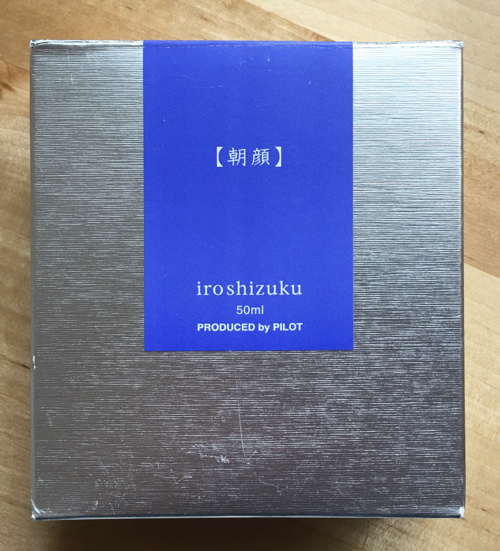 【朝顔】
iroshizuku
50ml
PRODUCED by PILOT